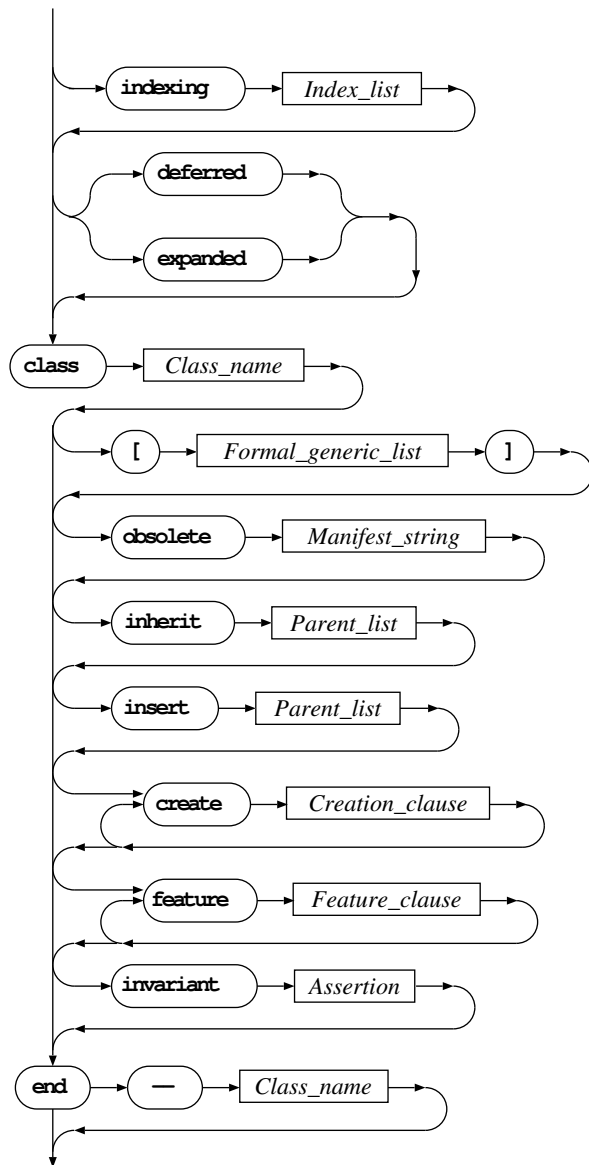 indexing Index_list
deferred
expanded
class Class_name
[ Formal_generic_list ]
obsolete Manifest_string
inherit Parent_list
insert Parent_list
create Creation_clause
feature Feature_clause
invariant Assertion
end -- Class_name